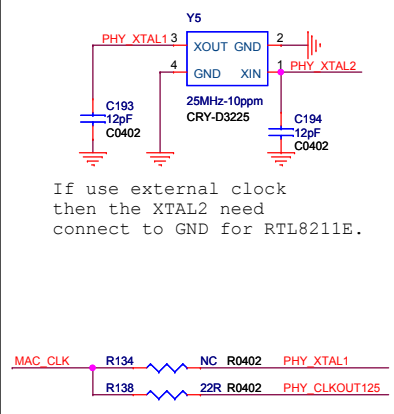 Y5
PHY_XTAL1 3 XOUT GND 2
4 GND XIN 1 PHY_XTAL2
25MHz-10ppm
CRY-D3225
C193
12pF
C0402
C194
12pF
C0402
If use external clock
then the XTAL2 need
connect to GND for RTL8211E.
MAC_CLK R134 NC R0402 PHY_XTAL1
R138 22R R0402 PHY_CLKOUT125